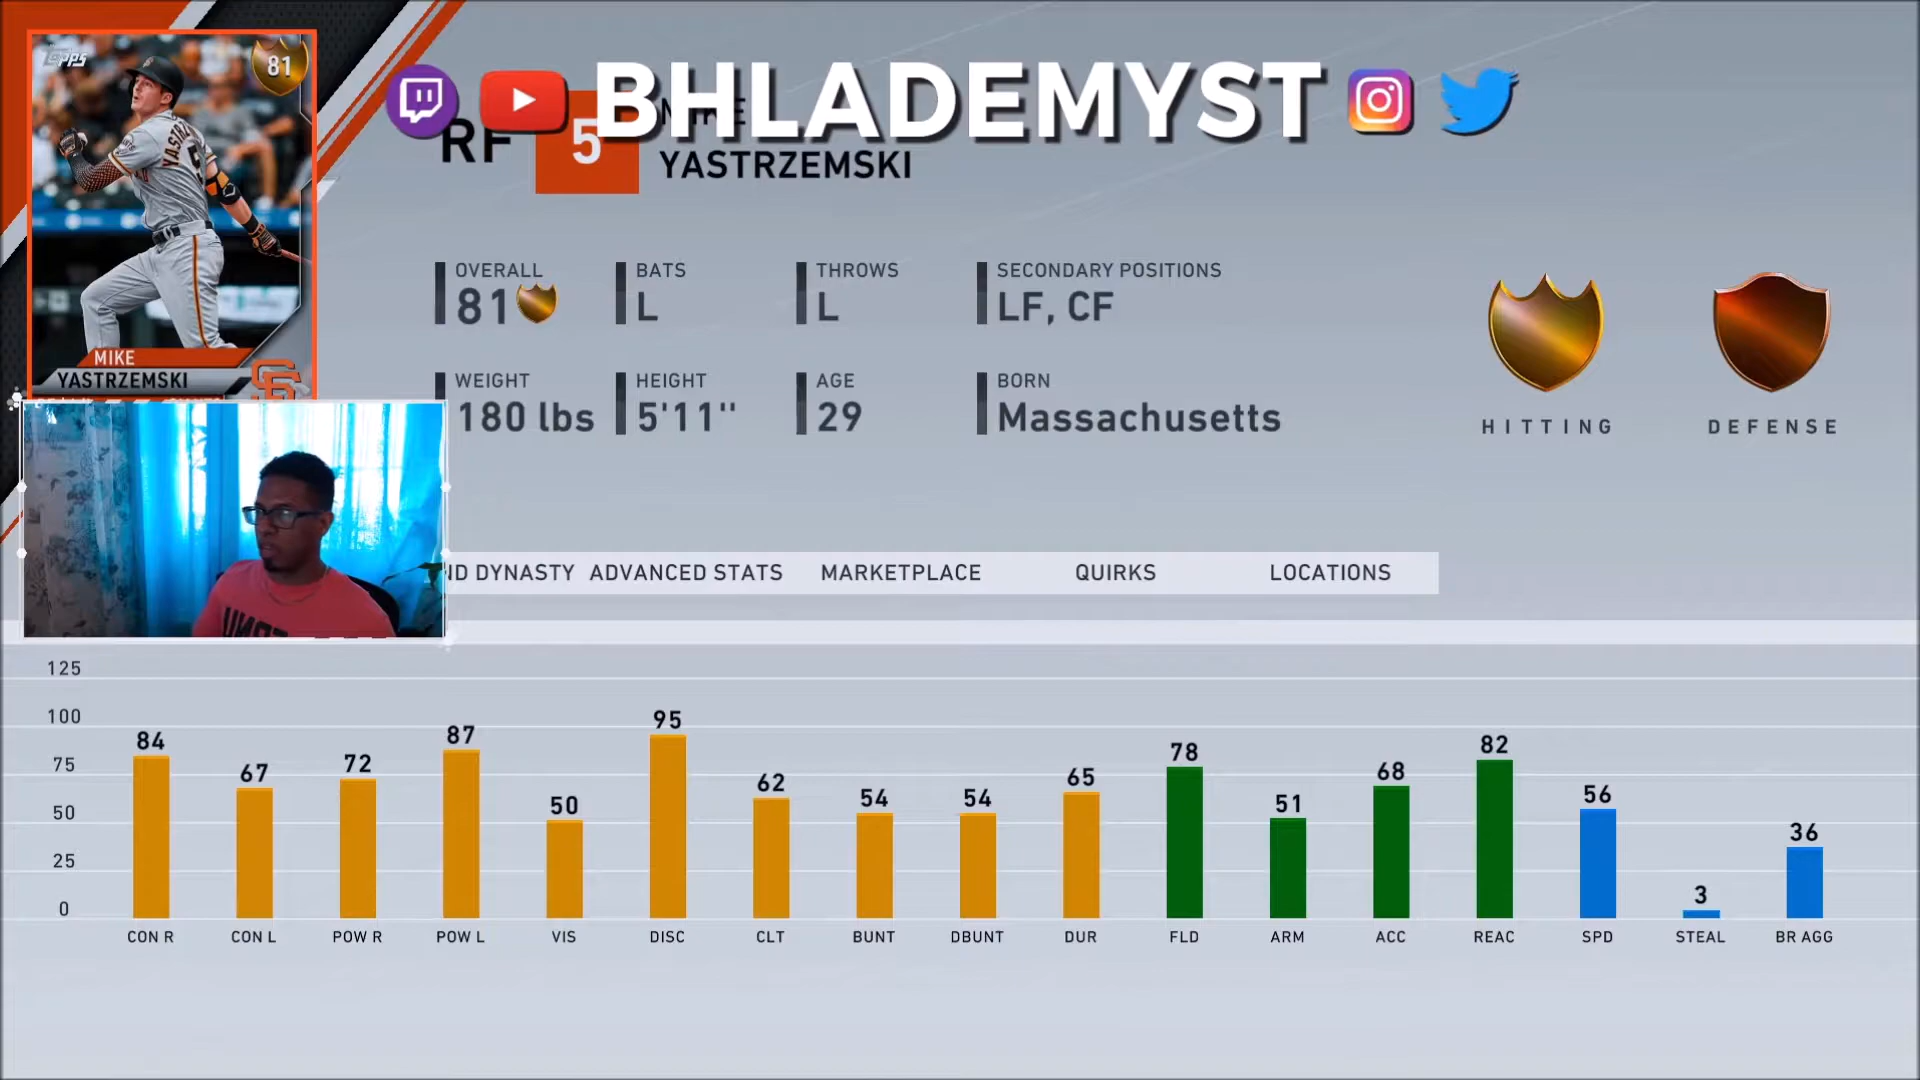 Topps
81
MIKE
YASTRZEMSKI
BHLADEMYST
RF
5
MIKE
YASTRZEMSKI
OVERALL
81
BATS
L
THROWS
L
SECONDARY POSITIONS
LF, CF
WEIGHT
180 lbs
HEIGHT
5'11"
AGE
29
BORN
Massachusetts
HITTING
DEFENSE
ND DYNASTY ADVANCED STATS MARKETPLACE QUIRKS LOCATIONS
125
100
75
50
25
0
84 67 72 87 50 95 62 54 54 65 78 51 68 82 56 3 36
CON R CON L POW R POW L VIS DISC CLT BUNT DBUNT DUR FLD ARM ACC REAC SPD STEAL BR AGG